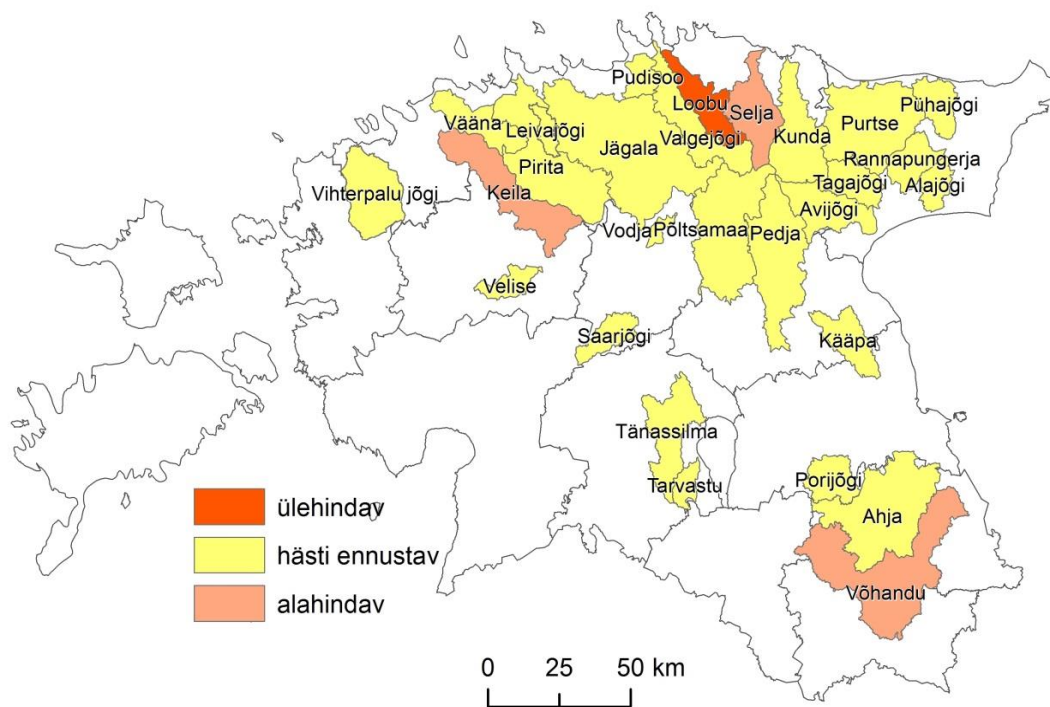 Pudisoo
Loobu
Selja
Pühajõgi
Vääna
Leivajõgi
Valgejõgi
Kunda
Purtse
Jägala
Pirita
Rannapungerja
Vihterpalu jõgi
Keila
Tagajõgi
Alajõgi
Avijõgi
Vodja
Põltsamaa
Pedja
Velise
Saarjõgi
Kääpa
Tänassilma
Tarvastu
Porijõgi
Ahja
Võhandu
ülehindav
hästi ennustav
alahindav
0 25 50 km